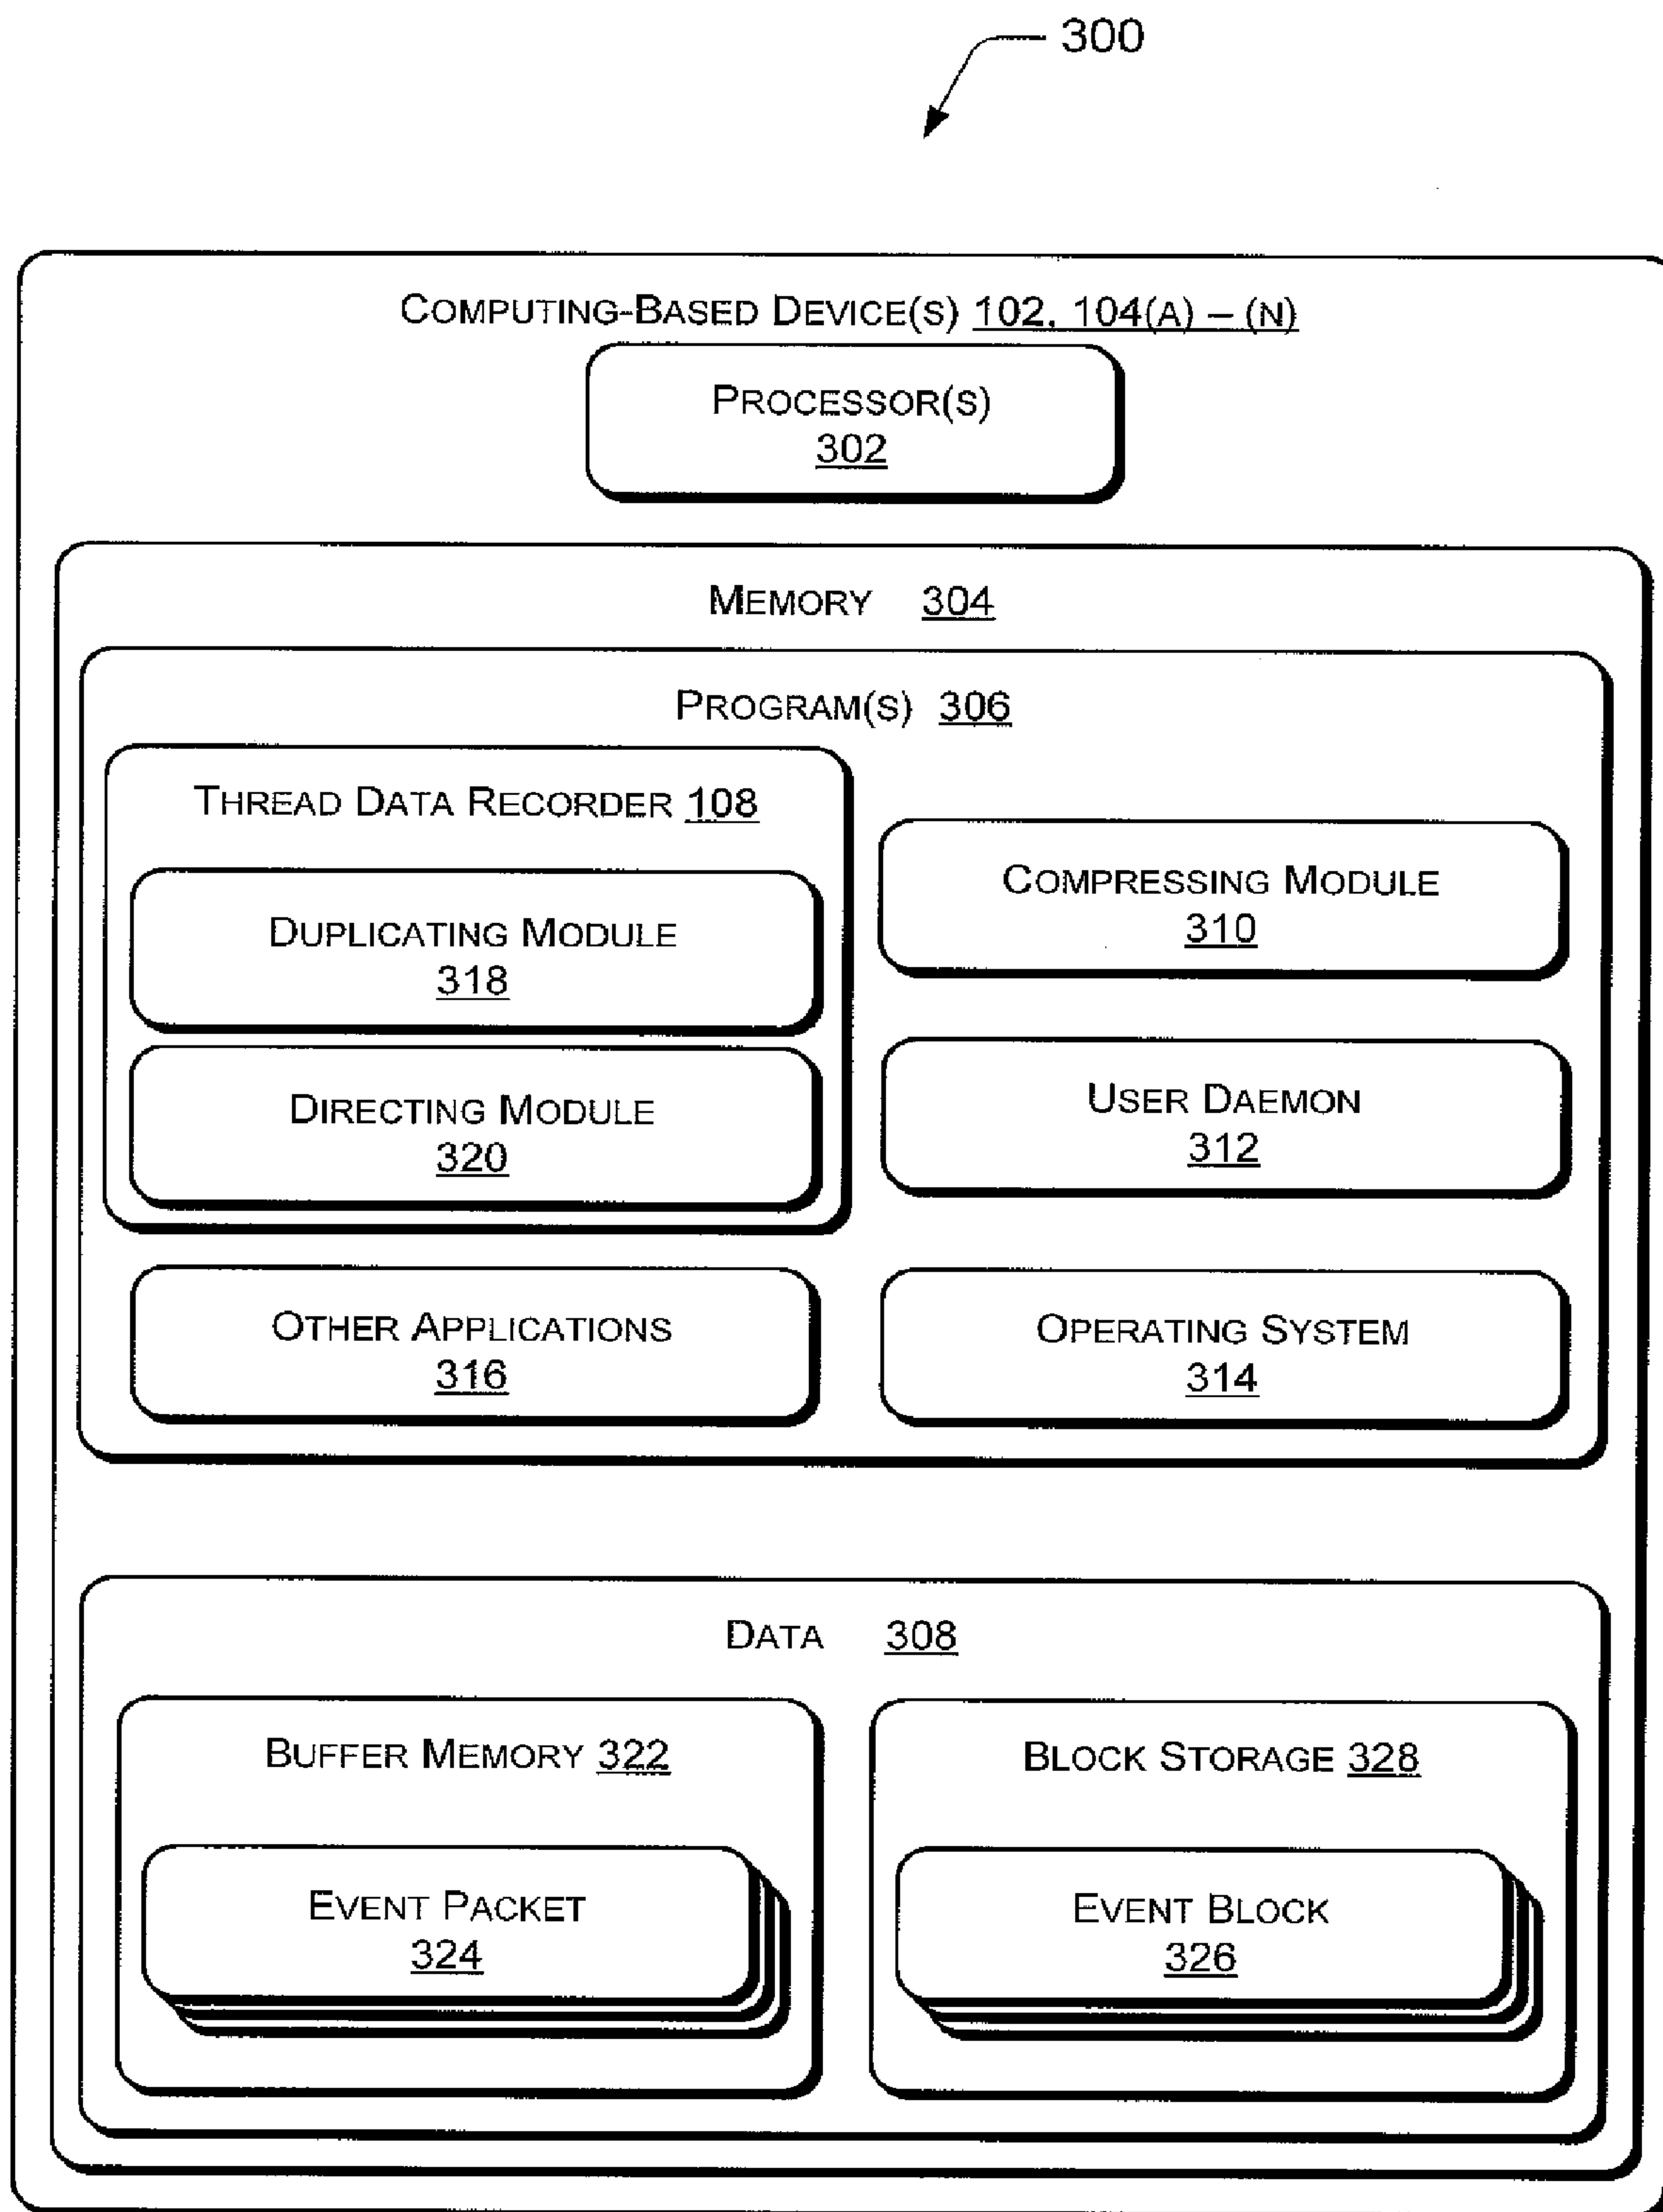 300
COMPUTING-BASED DEVICE(S) 102, 104(A) – (N)
PROCESSOR(S)
302
MEMORY 304
PROGRAM(S) 306
THREAD DATA RECORDER 108
DUPLICATING MODULE
318
DIRECTING MODULE
320
COMPRESSING MODULE
310
USER DAEMON
312
OTHER APPLICATIONS
316
OPERATING SYSTEM
314
DATA 308
BUFFER MEMORY 322
EVENT PACKET
324
BLOCK STORAGE 328
EVENT BLOCK
326